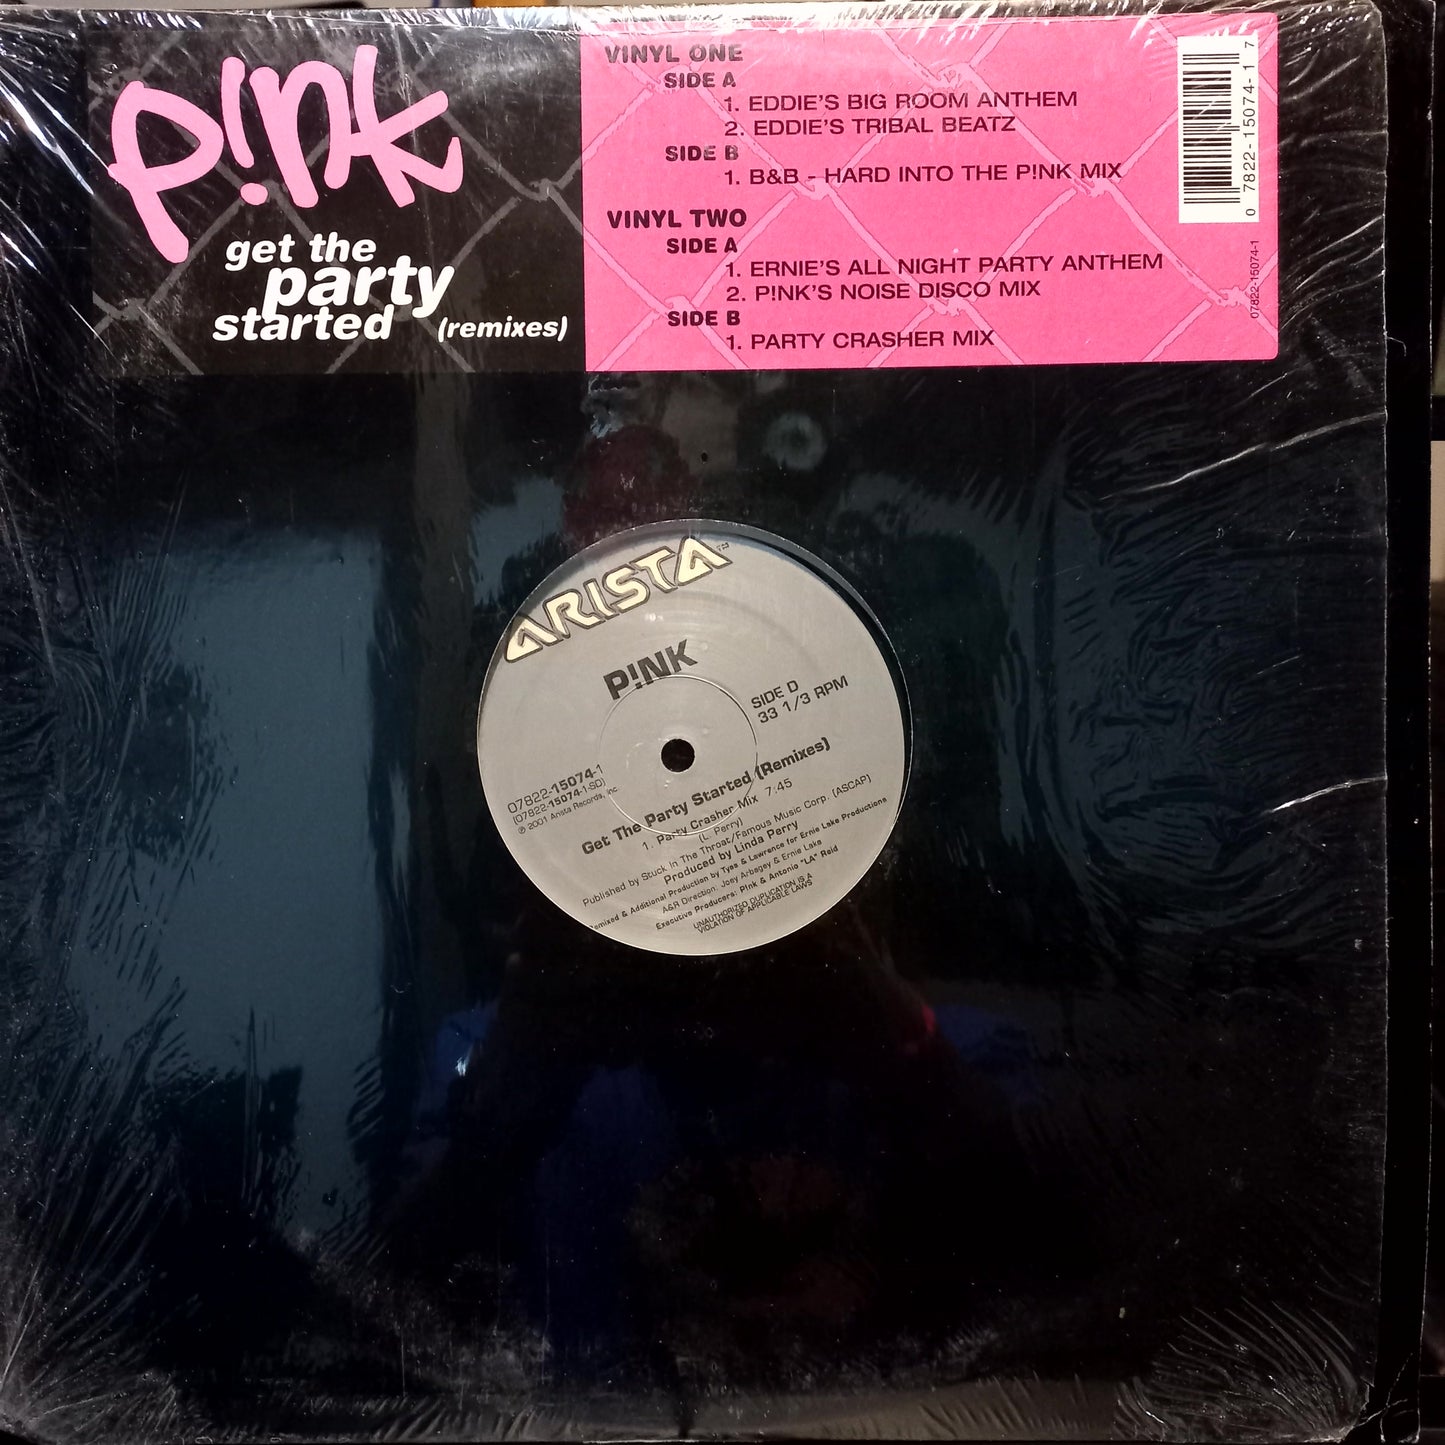 P!nk
get the
party
started (remixes)
VINYL ONE
SIDE A
1. EDDIE'S BIG ROOM ANTHEM
2. EDDIE'S TRIBAL BEATZ
SIDE B
1. B&B - HARD INTO THE P!NK MIX
VINYL TWO
SIDE A
1. ERNIE'S ALL NIGHT PARTY ANTHEM
2. P!NK'S NOISE DISCO MIX
SIDE B
1. PARTY CRASHER MIX
0 7822-15074-1 7
07822-15074-1
ARISTA™
P!NK
SIDE D
33 1/3 RPM
07822-15074-1
(07822-15074-1-SD)
℗ 2001 Arista Records, Inc.
Get The Party Started (Remixes)
1. Party Crasher Mix 7:45
(L. Perry)
Published by Stuck In The Throat/Famous Music Corp. (ASCAP)
Produced by Linda Perry
Remixed & Additional Production by Tyas & Lawrence for Ernie Lake Productions
A&R Direction: Joey Arbagey & Ernie Lake
Executive Producers: P!nk & Antonio "LA" Reid
UNAUTHORIZED DUPLICATION IS A
VIOLATION OF APPLICABLE LAWS